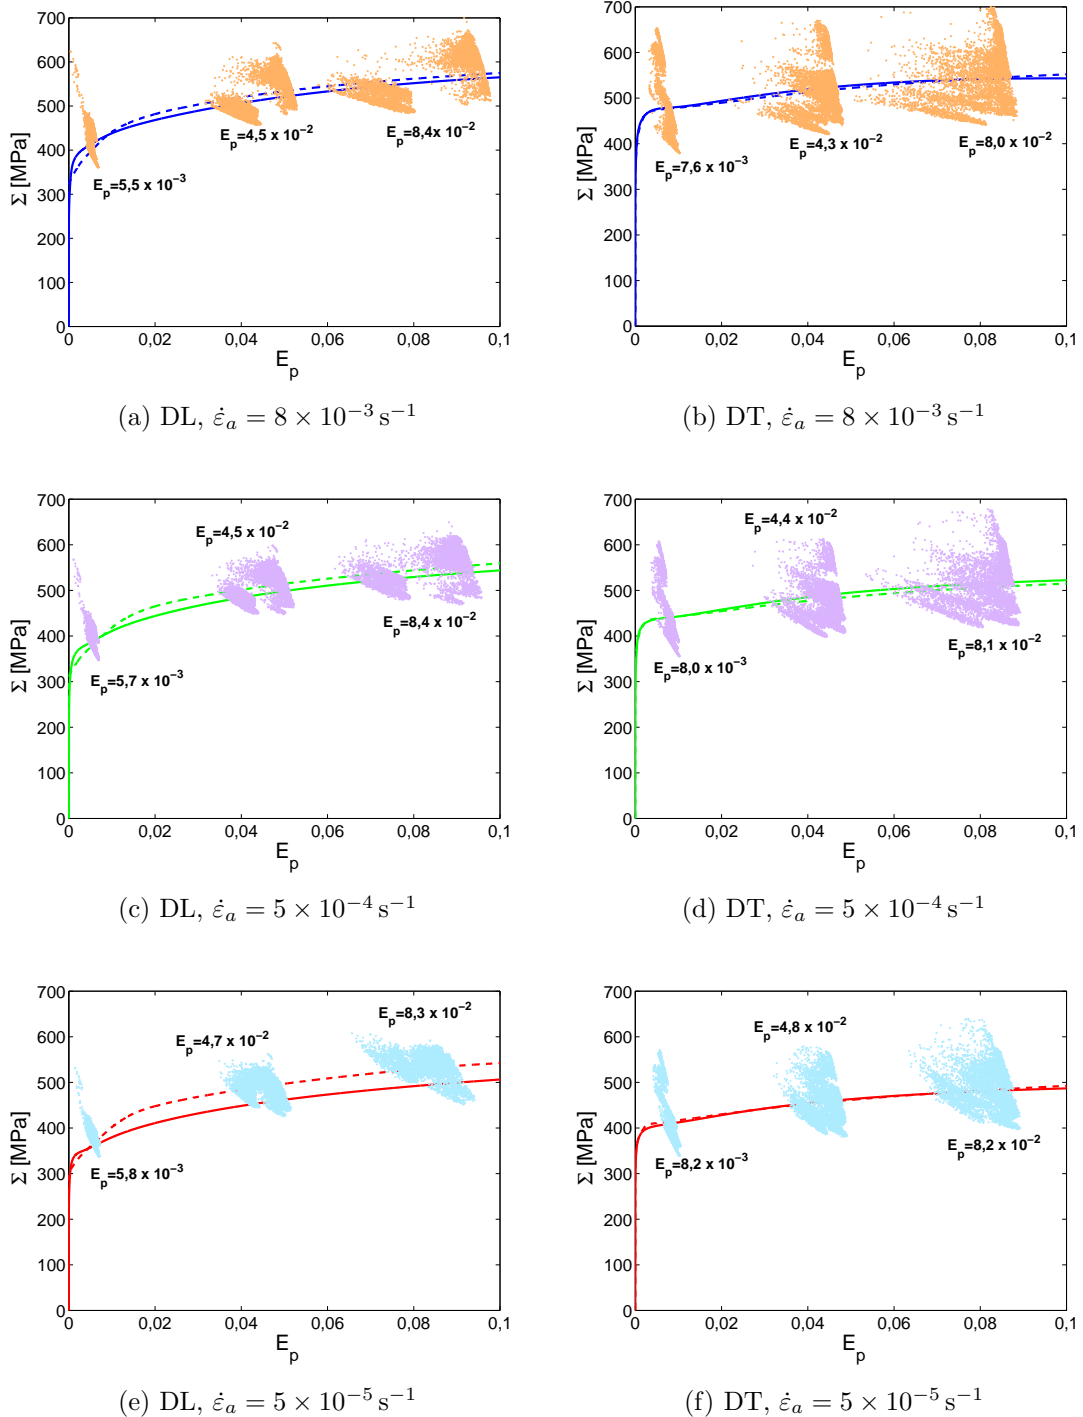 700
600
500
400
300
200
100
0
Σ [MPa]
E_p=5,5 x 10⁻³
E_p=4,5 x 10⁻²
E_p=8,4x 10⁻²
0 0,02 0,04 0,06 0,08 0,1
E_p
(a) DL, ε̇_a = 8 × 10⁻³ s⁻¹
700
600
500
400
300
200
100
0
Σ [MPa]
E_p=7,6 x 10⁻³
E_p=4,3 x 10⁻²
E_p=8,0 x 10⁻²
0 0,02 0,04 0,06 0,08 0,1
E_p
(b) DT, ε̇_a = 8 × 10⁻³ s⁻¹
700
600
500
400
300
200
100
0
Σ [MPa]
E_p=4,5 x 10⁻²
E_p=8,4 x 10⁻²
E_p=5,7 x 10⁻³
0 0,02 0,04 0,06 0,08 0,1
E_p
(c) DL, ε̇_a = 5 × 10⁻⁴ s⁻¹
700
600
500
400
300
200
100
0
Σ [MPa]
E_p=4,4 x 10⁻²
E_p=8,1 x 10⁻²
E_p=8,0 x 10⁻³
0 0,02 0,04 0,06 0,08 0,1
E_p
(d) DT, ε̇_a = 5 × 10⁻⁴ s⁻¹
700
600
500
400
300
200
100
0
Σ [MPa]
E_p=8,3 x 10⁻²
E_p=4,7 x 10⁻²
E_p=5,8 x 10⁻³
0 0,02 0,04 0,06 0,08 0,1
E_p
(e) DL, ε̇_a = 5 × 10⁻⁵ s⁻¹
700
600
500
400
300
200
100
0
Σ [MPa]
E_p=4,8 x 10⁻²
E_p=8,2 x 10⁻²
E_p=8,2 x 10⁻³
0 0,02 0,04 0,06 0,08 0,1
E_p
(f) DT, ε̇_a = 5 × 10⁻⁵ s⁻¹